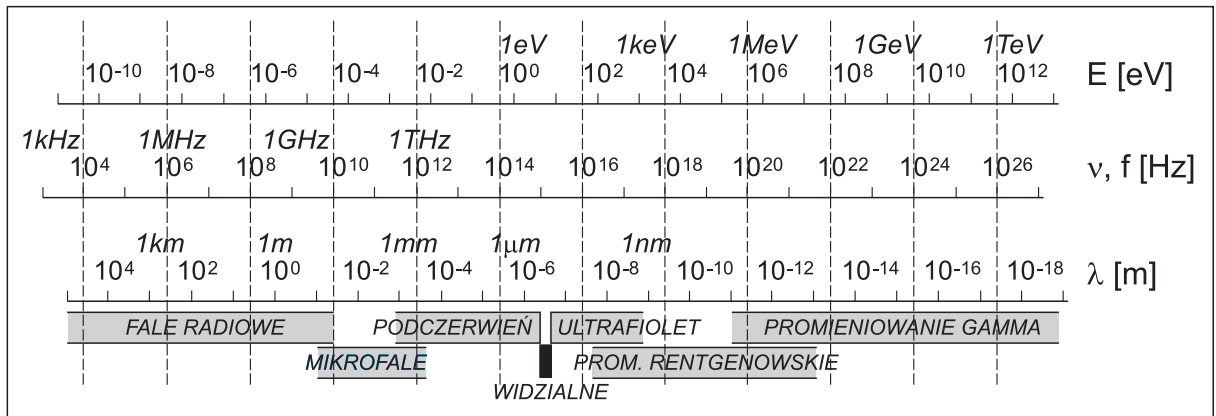 1eV 1keV 1MeV 1GeV 1TeV
10⁻¹⁰ 10⁻⁸ 10⁻⁶ 10⁻⁴ 10⁻² 10⁰ 10² 10⁴ 10⁶ 10⁸ 10¹⁰ 10¹² E [eV]
1kHz 1MHz 1GHz 1THz
10⁴ 10⁶ 10⁸ 10¹⁰ 10¹² 10¹⁴ 10¹⁶ 10¹⁸ 10²⁰ 10²² 10²⁴ 10²⁶ ν, f [Hz]
1km 1m 1mm 1μm 1nm
10⁴ 10² 10⁰ 10⁻² 10⁻⁴ 10⁻⁶ 10⁻⁸ 10⁻¹⁰ 10⁻¹² 10⁻¹⁴ 10⁻¹⁶ 10⁻¹⁸ λ [m]
FALE RADIOWE PODCZERWIEŃ ULTRAFIOLET PROMIENIOWANIE GAMMA
MIKROFALE PROM. RENTGENOWSKIE
WIDZIALNE